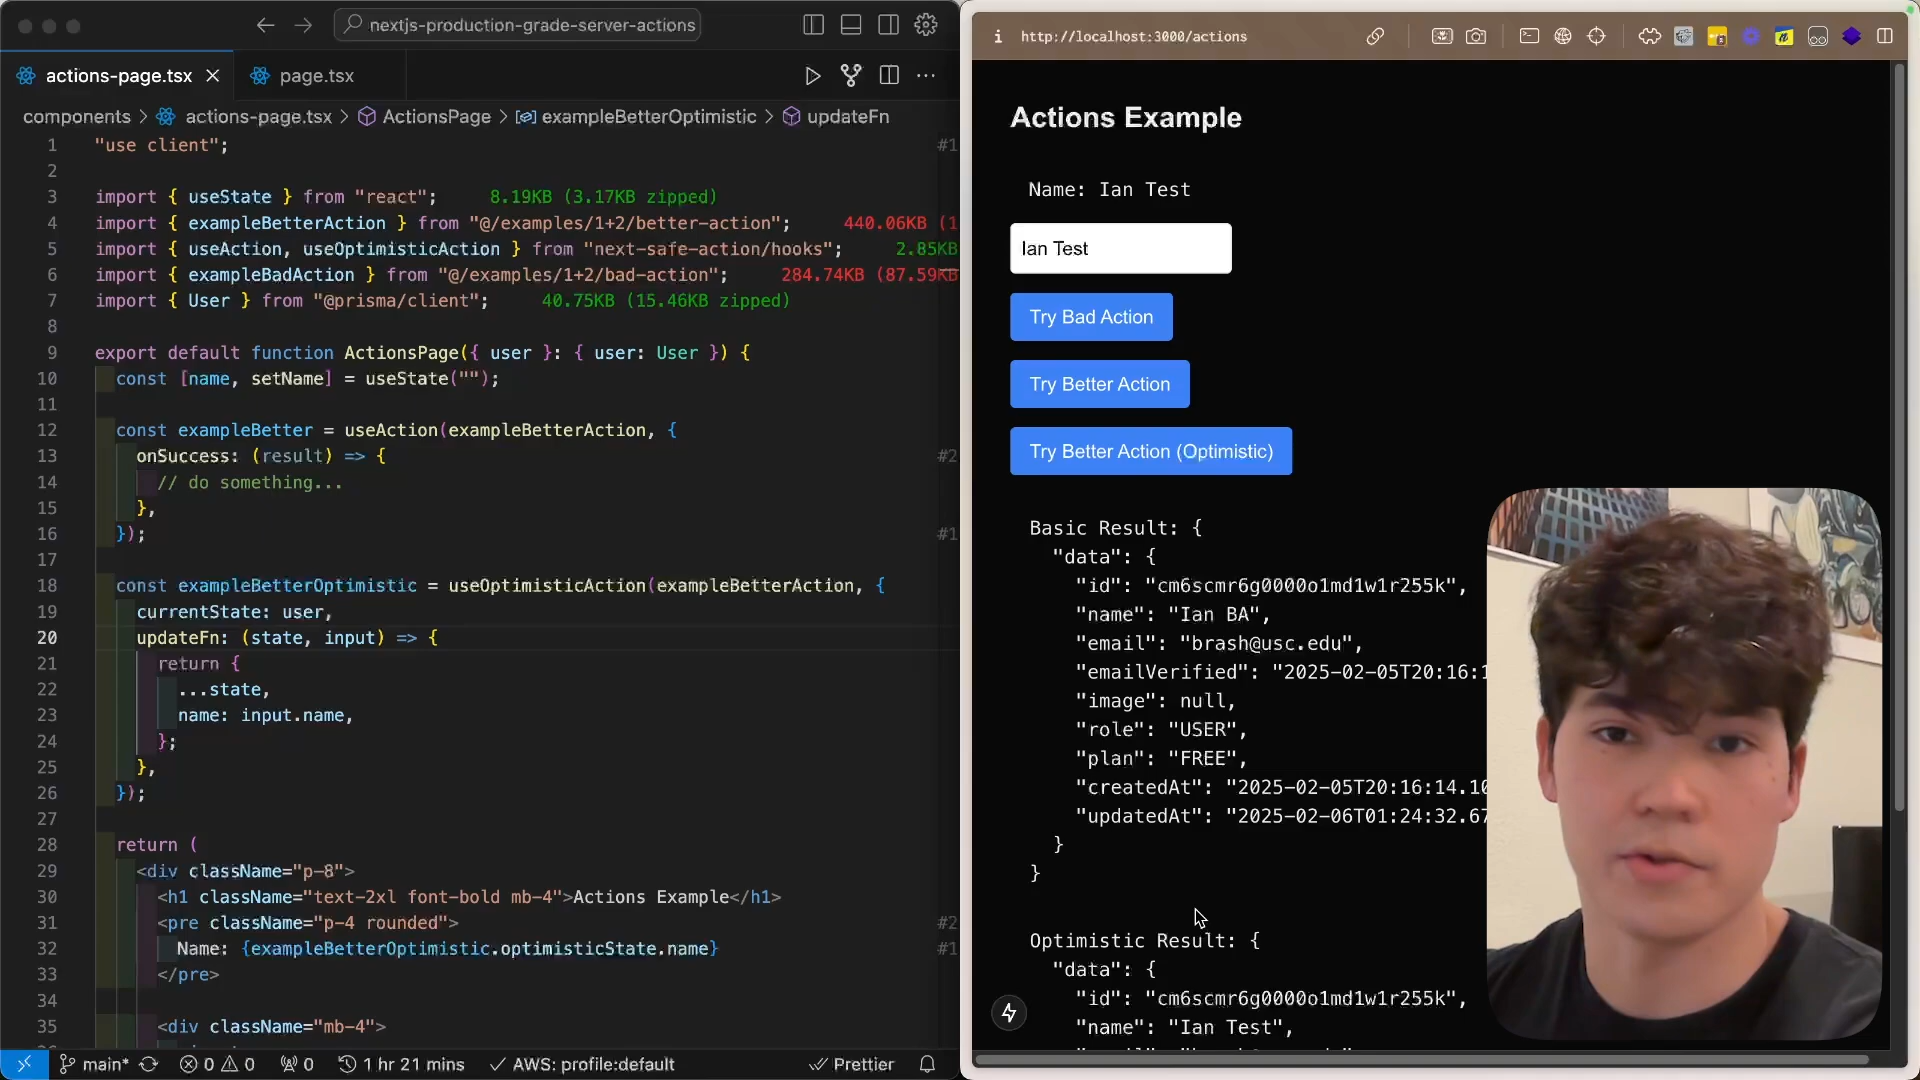 nextjs-production-grade-server-actions
actions-page.tsx
page.tsx
components > actions-page.tsx > ActionsPage > exampleBetterOptimistic > updateFn
1 "use client"; #1
2
3 import { useState } from "react"; 8.19KB (3.17KB zipped)
4 import { exampleBetterAction } from "@/examples/1+2/better-action"; 440.06KB (1
5 import { useAction, useOptimisticAction } from "next-safe-action/hooks"; 2.85KB
6 import { exampleBadAction } from "@/examples/1+2/bad-action"; 284.74KB (87.59KB
7 import { User } from "@prisma/client"; 40.75KB (15.46KB zipped)
8
9 export default function ActionsPage({ user }: { user: User }) {
10 const [name, setName] = useState("");
11
12 const exampleBetter = useAction(exampleBetterAction, {
13 onSuccess: (result) => { #2
14 // do something...
15 },
16 }); #1
17
18 const exampleBetterOptimistic = useOptimisticAction(exampleBetterAction, {
19 currentState: user,
20 updateFn: (state, input) => {
21 return {
22 ...state,
23 name: input.name,
24 };
25 },
26 });
27
28 return (
29 <div className="p-8">
30 <h1 className="text-2xl font-bold mb-4">Actions Example</h1>
31 <pre className="p-4 rounded"> #2
32 Name: {exampleBetterOptimistic.optimisticState.name} #1
33 </pre>
34
35 <div className="mb-4">
main* 0 0 0 1 hr 21 mins AWS: profile:default Prettier
http://localhost:3000/actions
Actions Example
Name: Ian Test
Ian Test
Try Bad Action
Try Better Action
Try Better Action (Optimistic)
Basic Result: {
"data": {
"id": "cm6scmr6g0000o1md1w1r255k",
"name": "Ian BA",
"email": "brash@usc.edu",
"emailVerified": "2025-02-05T20:16:1
"image": null,
"role": "USER",
"plan": "FREE",
"createdAt": "2025-02-05T20:16:14.10
"updatedAt": "2025-02-06T01:24:32.67
}
}
Optimistic Result: {
"data": {
"id": "cm6scmr6g0000o1md1w1r255k",
"name": "Ian Test",